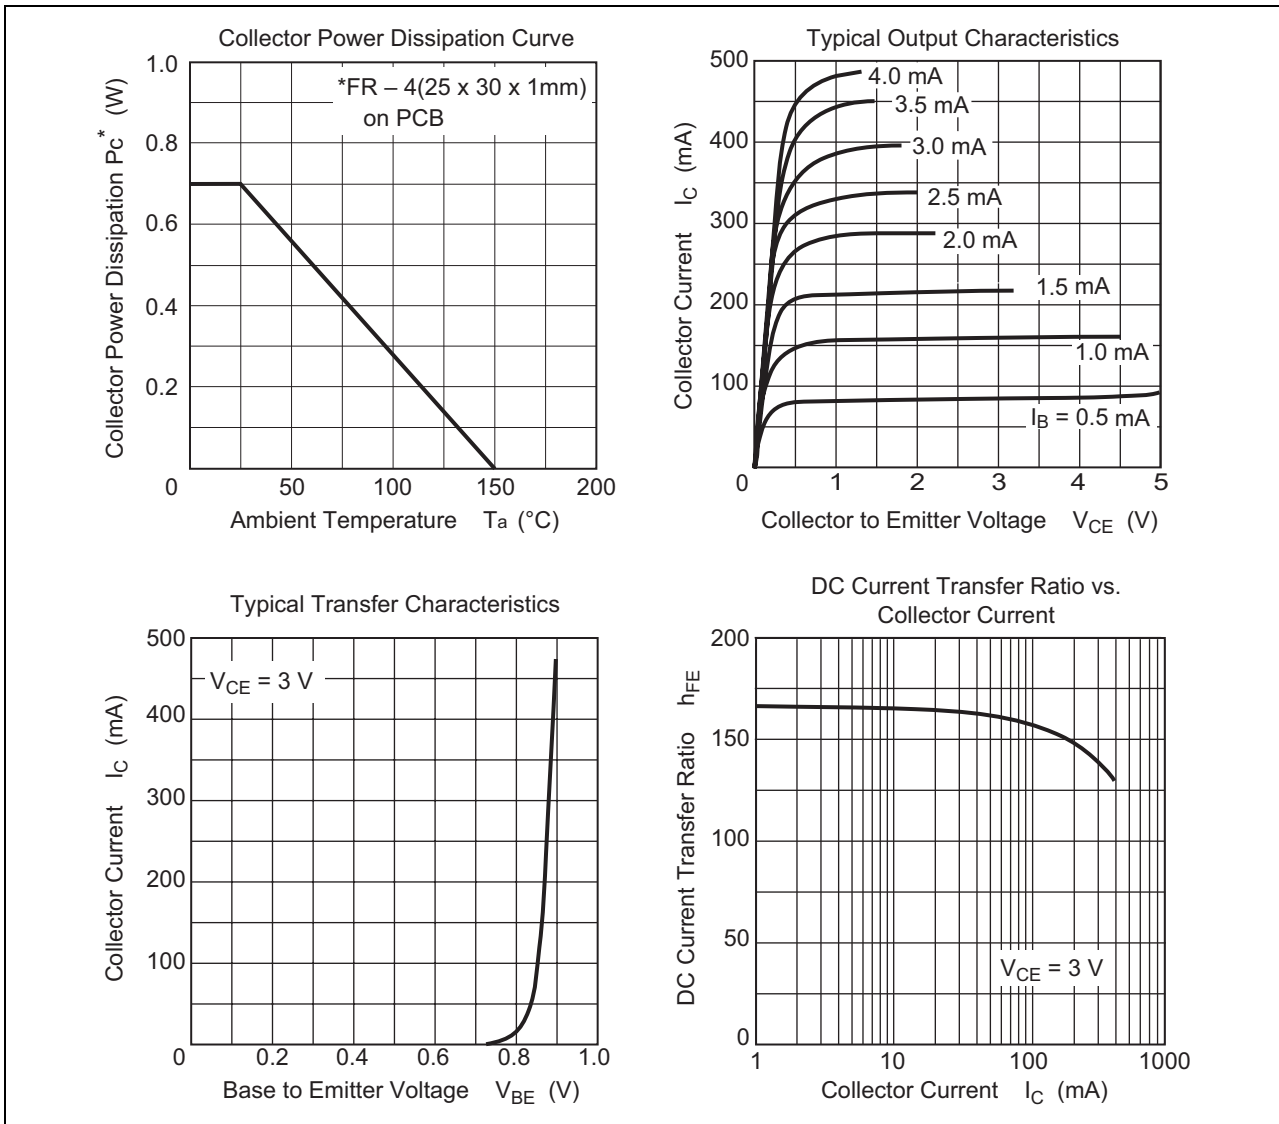 Collector Power Dissipation Curve
1.0
0.8
0.6
0.4
0.2
0
50
100
150
200
*FR – 4(25 x 30 x 1mm)
on PCB
Collector Power Dissipation Pc* (W)
Ambient Temperature Ta (°C)
Typical Output Characteristics
500
400
300
200
100
0
1
2
3
4
5
4.0 mA
3.5 mA
3.0 mA
2.5 mA
2.0 mA
1.5 mA
1.0 mA
IB = 0.5 mA
Collector Current IC (mA)
Collector to Emitter Voltage VCE (V)
Typical Transfer Characteristics
500
400
300
200
100
0
0.2
0.4
0.6
0.8
1.0
VCE = 3 V
Collector Current IC (mA)
Base to Emitter Voltage VBE (V)
DC Current Transfer Ratio vs.
Collector Current
200
150
100
50
0
1
10
100
1000
VCE = 3 V
DC Current Transfer Ratio hFE
Collector Current IC (mA)